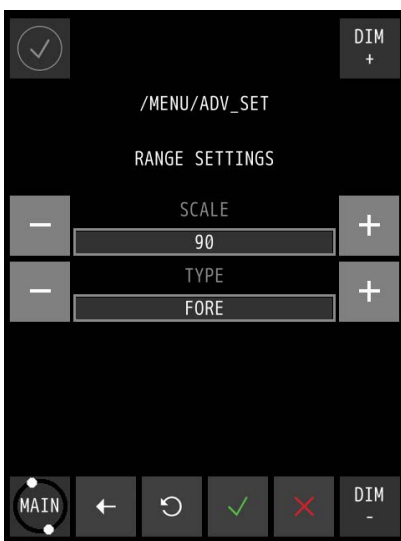 DIM
+
/MENU/ADV_SET
RANGE SETTINGS
SCALE
− 90 +
TYPE
− FORE +
MAIN
DIM
-